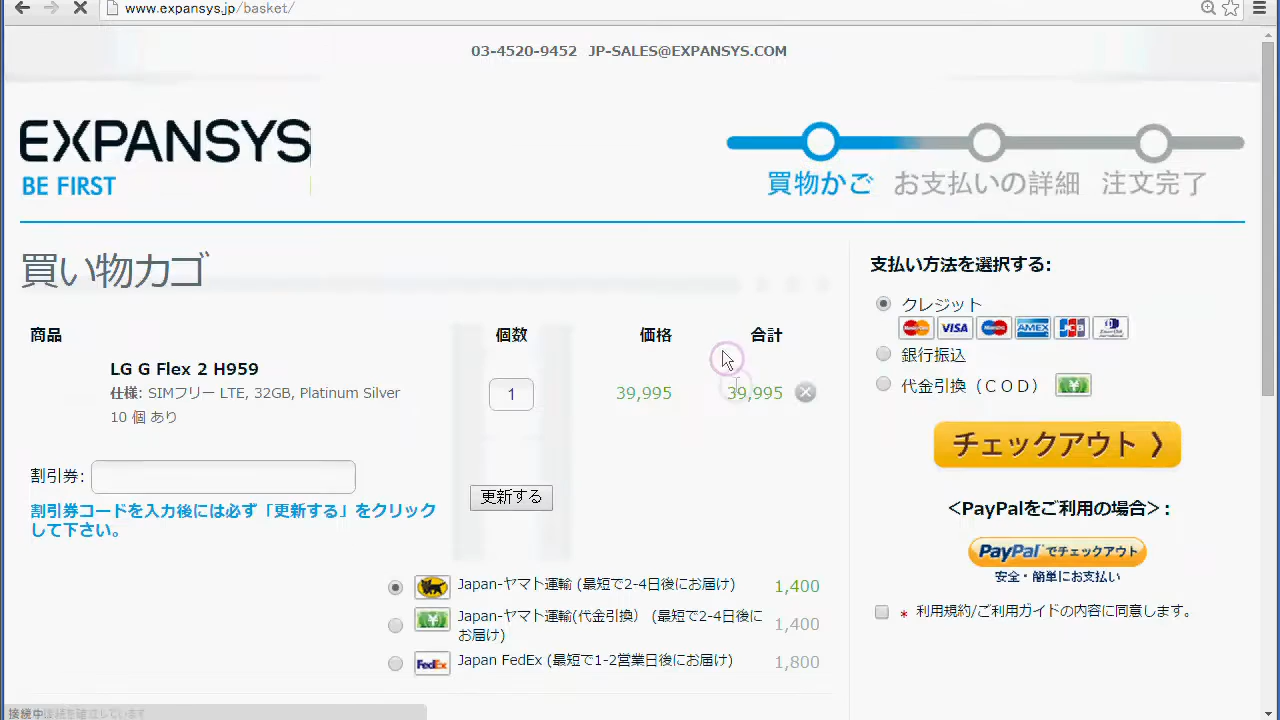 www.expansys.jp/basket/
03-4520-9452 JP-SALES@EXPANSYS.COM
EXPANSYS
BE FIRST
買物かご お支払いの詳細 注文完了
買い物カゴ
商品 個数 価格 合計
LG G Flex 2 H959
仕様: SIMフリー LTE, 32GB, Platinum Silver
10 個 あり
1 39,995 39,995
割引券:
更新する
割引券コードを入力後には必ず「更新する」をクリック
して下さい。
Japan-ヤマト運輸 (最短で2-4日後にお届け) 1,400
Japan-ヤマト運輸(代金引換） (最短で2-4日後に
お届け) 1,400
FedEx Japan FedEx (最短で1-2営業日後にお届け) 1,800
支払い方法を選択する:
クレジット
MasterCard VISA Maestro AMEX JCB
銀行振込
代金引換（ＣＯＤ）
チェックアウト 》
<PayPalをご利用の場合>:
PayPal でチェックアウト
安全・簡単にお支払い
* 利用規約/ご利用ガイドの内容に同意します。